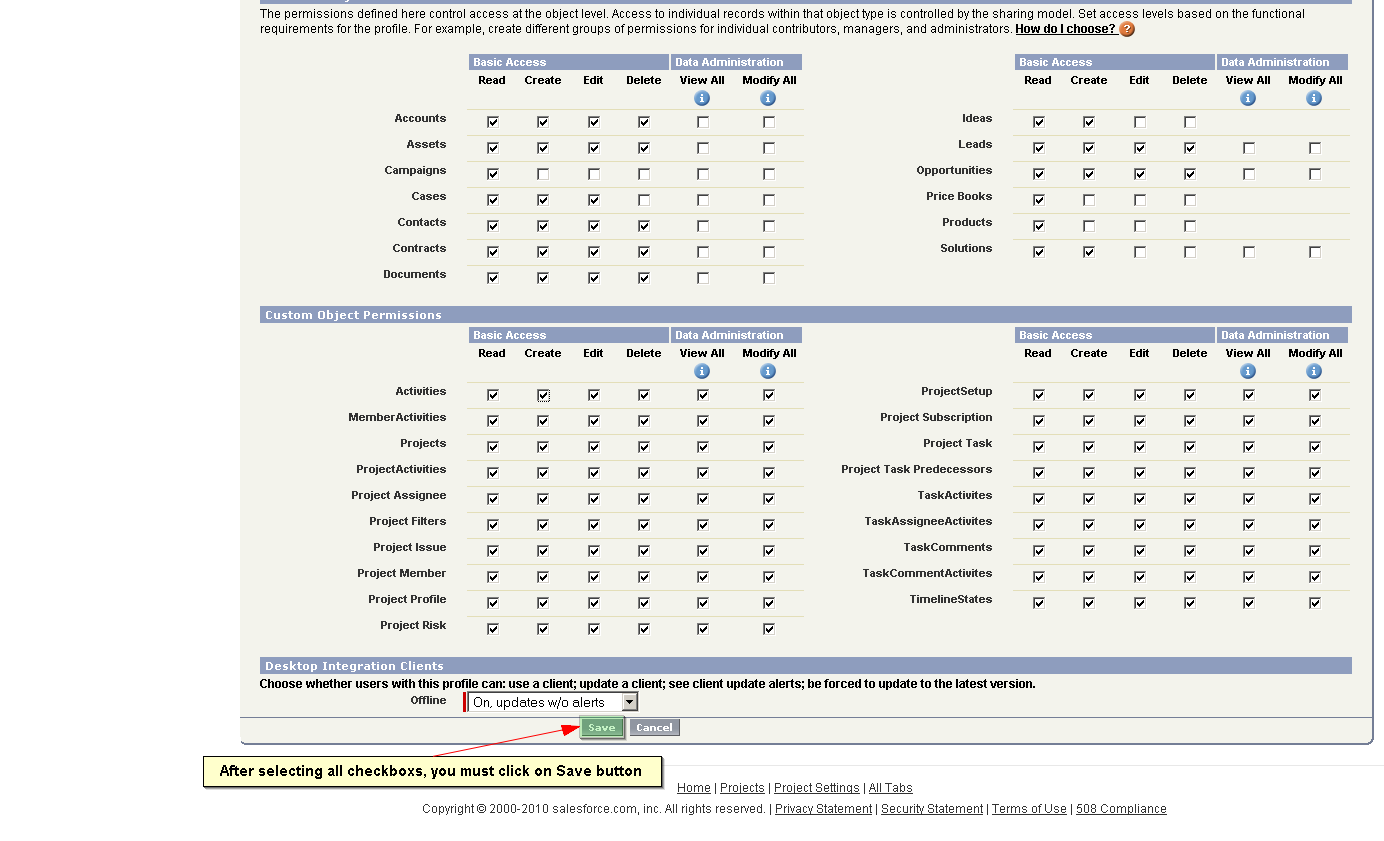 The permissions defined here control access at the object level. Access to individual records within that object type is controlled by the sharing model. Set access levels based on the functional
requirements for the profile. For example, create different groups of permissions for individual contributors, managers, and administrators. How do I choose? ?
Basic Access Data Administration Basic Access Data Administration
Read Create Edit Delete View All Modify All Read Create Edit Delete View All Modify All
i i i i
Accounts Ideas
Assets Leads
Campaigns Opportunities
Cases Price Books
Contacts Products
Contracts Solutions
Documents
Custom Object Permissions
Basic Access Data Administration Basic Access Data Administration
Read Create Edit Delete View All Modify All Read Create Edit Delete View All Modify All
i i i i
Activities ProjectSetup
MemberActivities Project Subscription
Projects Project Task
ProjectActivities Project Task Predecessors
Project Assignee TaskActivites
Project Filters TaskAssigneeActivites
Project Issue TaskComments
Project Member TaskCommentActivites
Project Profile TimelineStates
Project Risk
Desktop Integration Clients
Choose whether users with this profile can: use a client; update a client; see client update alerts; be forced to update to the latest version.
Offline On, updates w/o alerts
Save Cancel
After selecting all checkboxs, you must click on Save button
Home | Projects | Project Settings | All Tabs
Copyright © 2000-2010 salesforce.com, inc. All rights reserved. | Privacy Statement | Security Statement | Terms of Use | 508 Compliance